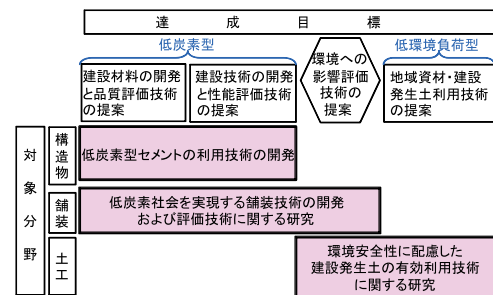 達成目標
低炭素型
低環境負荷型
建設材料の開発
と品質評価技術
の提案
建設技術の開発
と性能評価技術
の提案
環境への
影響評価
技術の
提案
地域資材・建設
発生土利用技術
の提案
対象分野
構造物
低炭素型セメントの利用技術の開発
舗装
低炭素社会を実現する舗装技術の開発
および評価技術に関する研究
土工
環境安全性に配慮した
建設発生土の有効利用技術
に関する研究